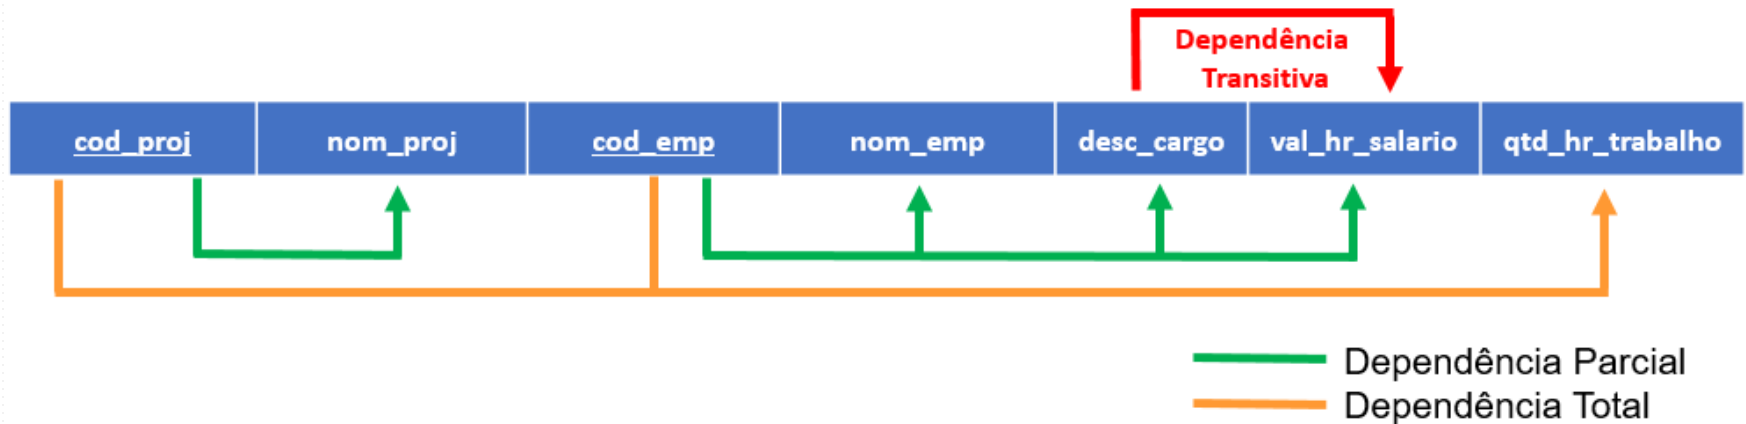 Dependência
Transitiva
cod_proj nom_proj cod_emp nom_emp desc_cargo val_hr_salario qtd_hr_trabalho
Dependência Parcial
Dependência Total